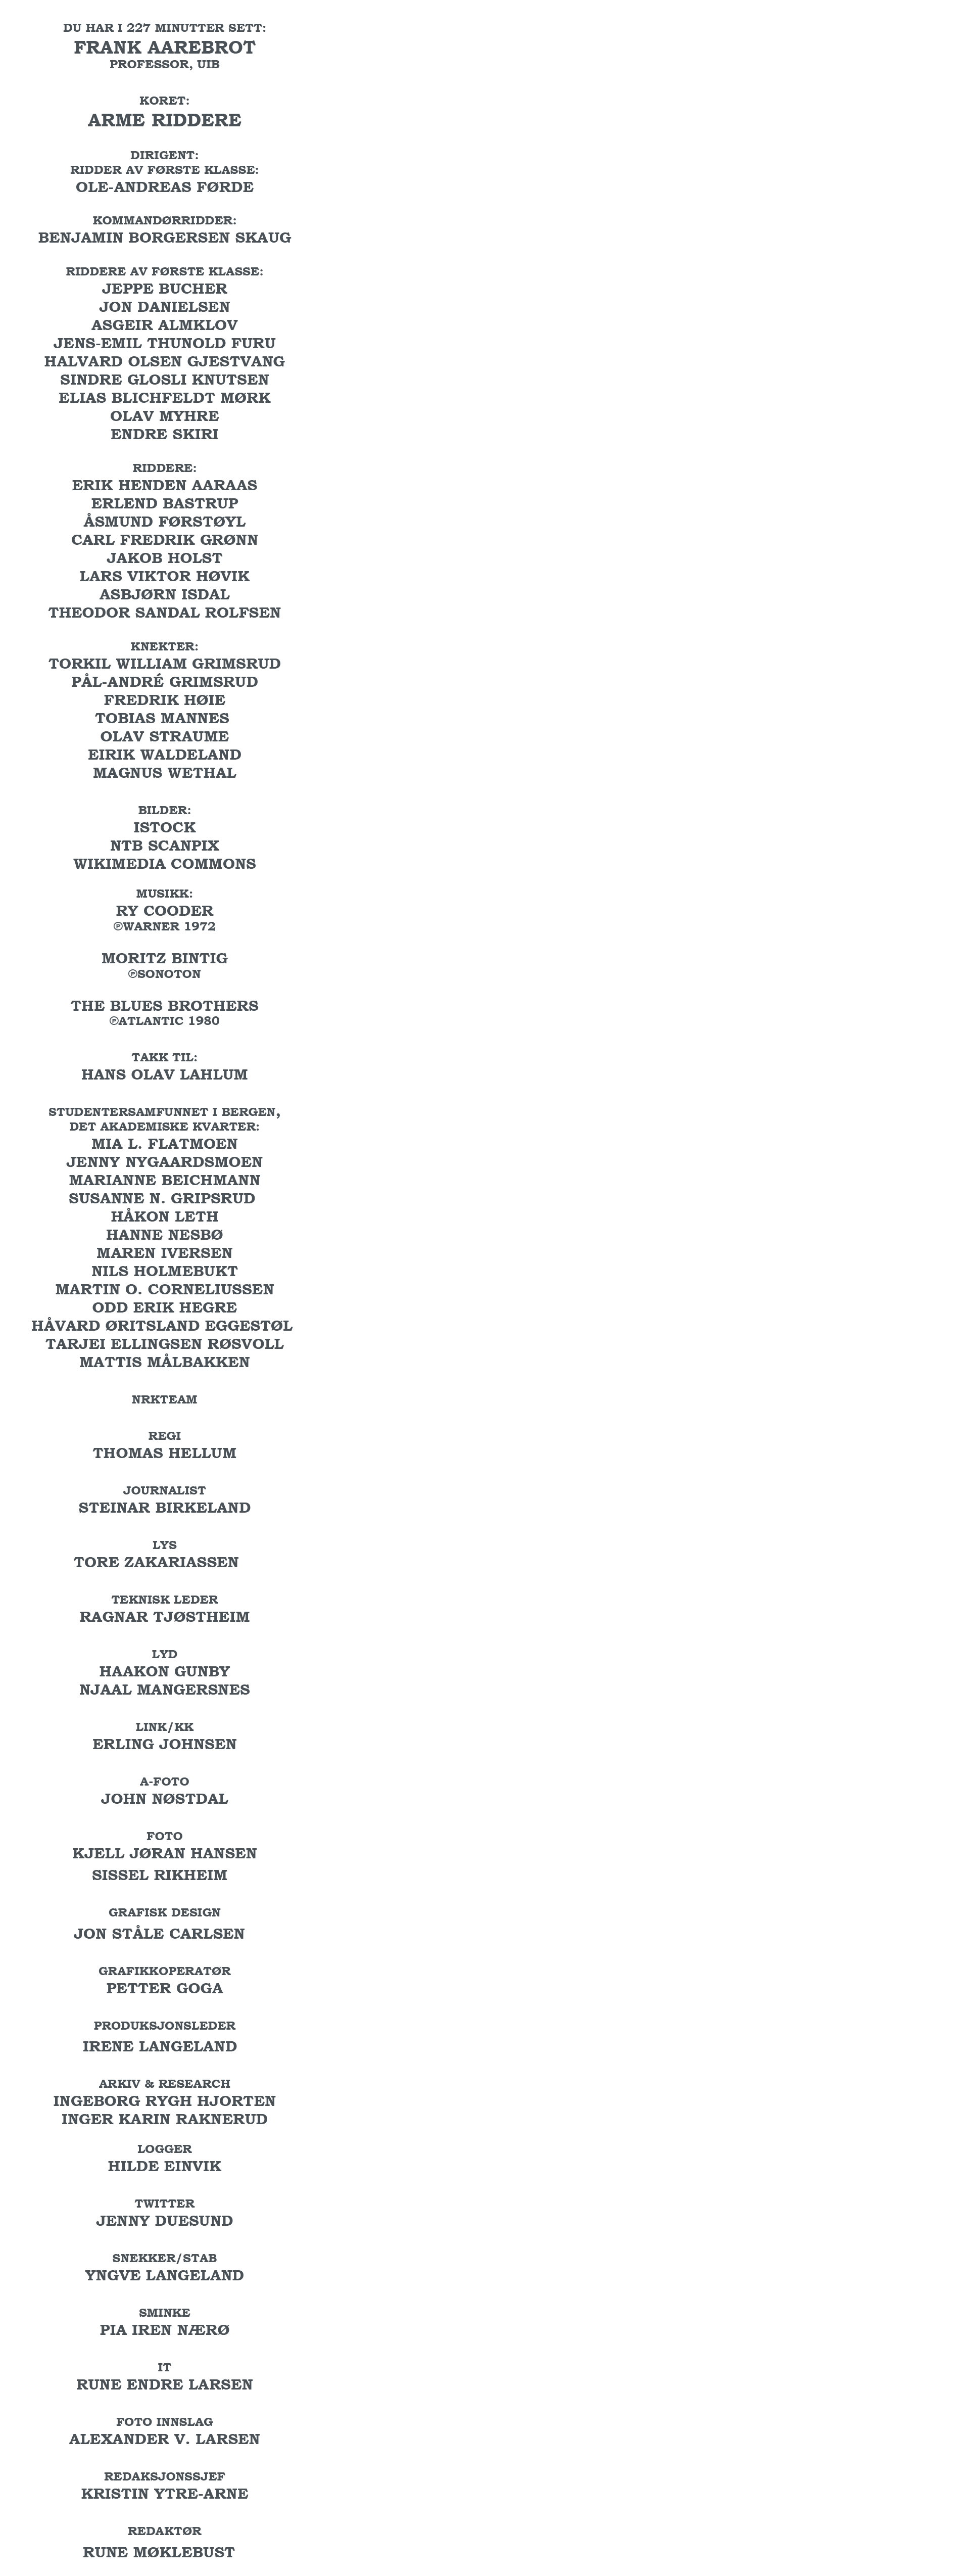 DU HAR I 227 MINUTTER SETT:
FRANK AAREBROT
PROFESSOR, UIB
KORET:
ARME RIDDERE
DIRIGENT:
RIDDER AV FØRSTE KLASSE:
OLE-ANDREAS FØRDE
KOMMANDØRRIDDER:
BENJAMIN BORGERSEN SKAUG
RIDDERE AV FØRSTE KLASSE:
JEPPE BUCHER
JON DANIELSEN
ASGEIR ALMKLOV
JENS-EMIL THUNOLD FURU
HALVARD OLSEN GJESTVANG
SINDRE GLOSLI KNUTSEN
ELIAS BLICHFELDT MØRK
OLAV MYHRE
ENDRE SKIRI
RIDDERE:
ERIK HENDEN AARAAS
ERLEND BASTRUP
ÅSMUND FØRSTØYL
CARL FREDRIK GRØNN
JAKOB HOLST
LARS VIKTOR HØVIK
ASBJØRN ISDAL
THEODOR SANDAL ROLFSEN
KNEKTER:
TORKIL WILLIAM GRIMSRUD
PÅL-ANDRÉ GRIMSRUD
FREDRIK HØIE
TOBIAS MANNES
OLAV STRAUME
EIRIK WALDELAND
MAGNUS WETHAL
BILDER:
ISTOCK
NTB SCANPIX
WIKIMEDIA COMMONS
MUSIKK:
RY COODER
℗WARNER 1972
MORITZ BINTIG
℗SONOTON
THE BLUES BROTHERS
℗ATLANTIC 1980
TAKK TIL:
HANS OLAV LAHLUM
STUDENTERSAMFUNNET I BERGEN,
DET AKADEMISKE KVARTER:
MIA L. FLATMOEN
JENNY NYGAARDSMOEN
MARIANNE BEICHMANN
SUSANNE N. GRIPSRUD
HÅKON LETH
HANNE NESBØ
MAREN IVERSEN
NILS HOLMEBUKT
MARTIN O. CORNELIUSSEN
ODD ERIK HEGRE
HÅVARD ØRITSLAND EGGESTØL
TARJEI ELLINGSEN RØSVOLL
MATTIS MÅLBAKKEN
NRKTEAM
REGI
THOMAS HELLUM
JOURNALIST
STEINAR BIRKELAND
LYS
TORE ZAKARIASSEN
TEKNISK LEDER
RAGNAR TJØSTHEIM
LYD
HAAKON GUNBY
NJAAL MANGERSNES
LINK/KK
ERLING JOHNSEN
A-FOTO
JOHN NØSTDAL
FOTO
KJELL JØRAN HANSEN
SISSEL RIKHEIM
GRAFISK DESIGN
JON STÅLE CARLSEN
GRAFIKKOPERATØR
PETTER GOGA
PRODUKSJONSLEDER
IRENE LANGELAND
ARKIV & RESEARCH
INGEBORG RYGH HJORTEN
INGER KARIN RAKNERUD
LOGGER
HILDE EINVIK
TWITTER
JENNY DUESUND
SNEKKER/STAB
YNGVE LANGELAND
SMINKE
PIA IREN NÆRØ
IT
RUNE ENDRE LARSEN
FOTO INNSLAG
ALEXANDER V. LARSEN
REDAKSJONSSJEF
KRISTIN YTRE-ARNE
REDAKTØR
RUNE MØKLEBUST